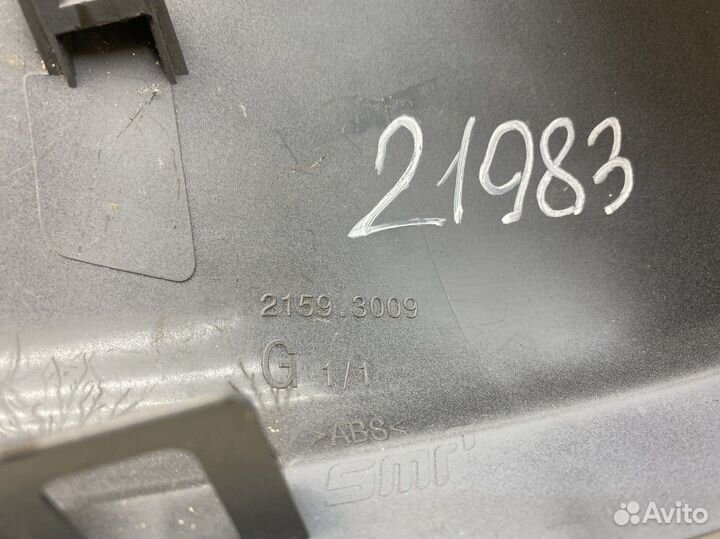 21983
2159.3009
G 1/1
>ABS<
smr
Avito